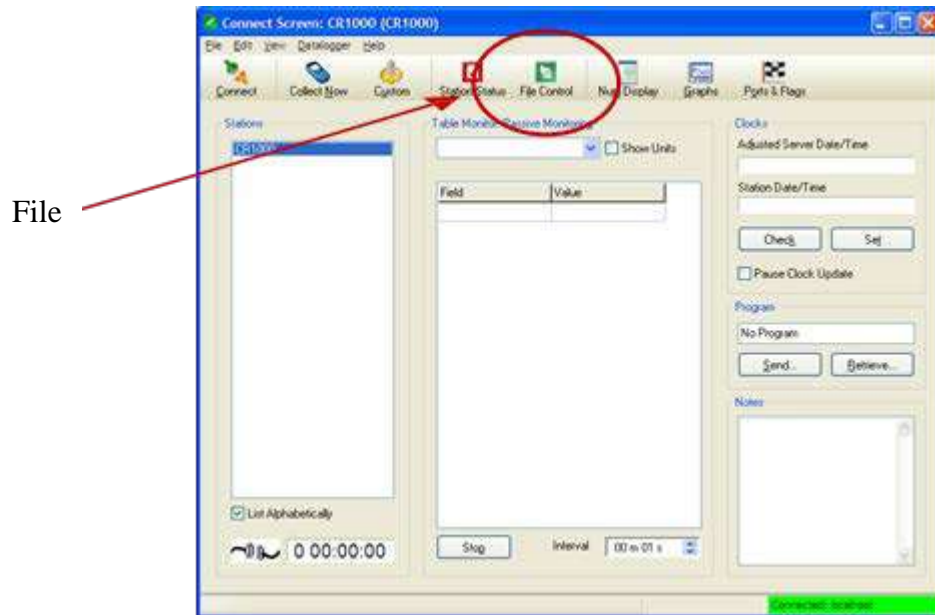 Connect Screen: CR1000 (CR1000)
File Edit View Datalogger Help
Connect Collect Now Custom Station Status File Control Num Display Graphs Ports & Flags
Stations
CR1000
Table Monitor: Passive Monitoring
Show Units
Field Value
Clocks
Adjusted Server Date/Time
Station Date/Time
Check Set
Pause Clock Update
File
Program
No Program
Send... Retrieve...
Notes
List Alphabetically
0 00:00:00
Stop Interval 00 m 01 s
Connected: localhost